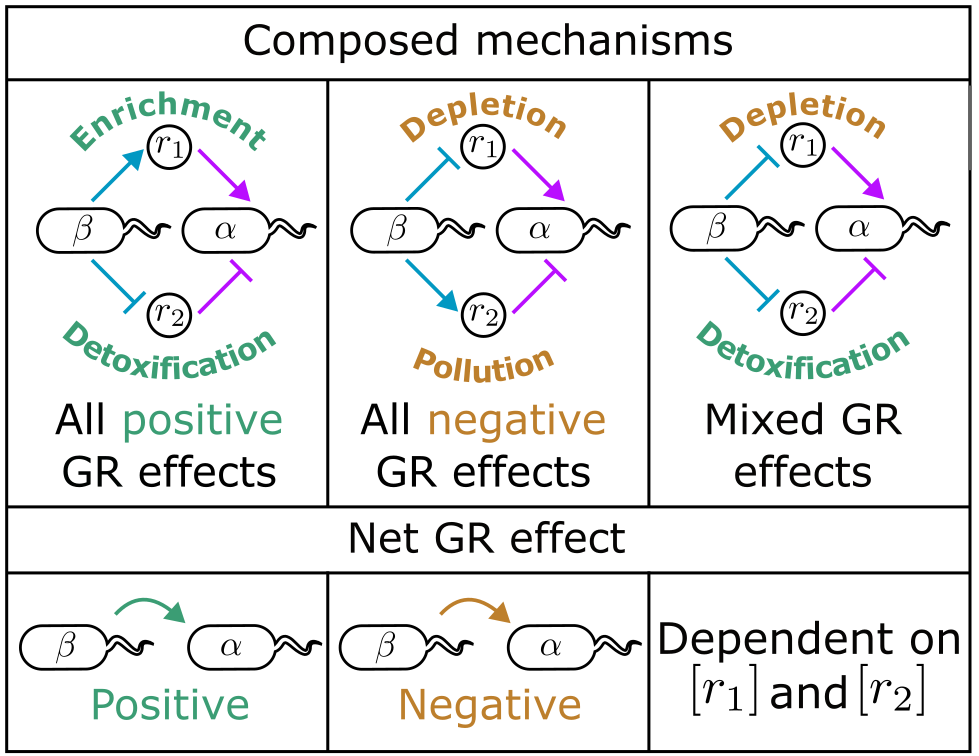 Composed mechanisms
Enrichment
r₁
β
α
r₂
Detoxification
All positive
GR effects
Depletion
r₁
β
α
r₂
Pollution
All negative
GR effects
Depletion
r₁
β
α
r₂
Detoxification
Mixed GR
effects
Net GR effect
β
α
Positive
β
α
Negative
Dependent on
[r₁] and [r₂]